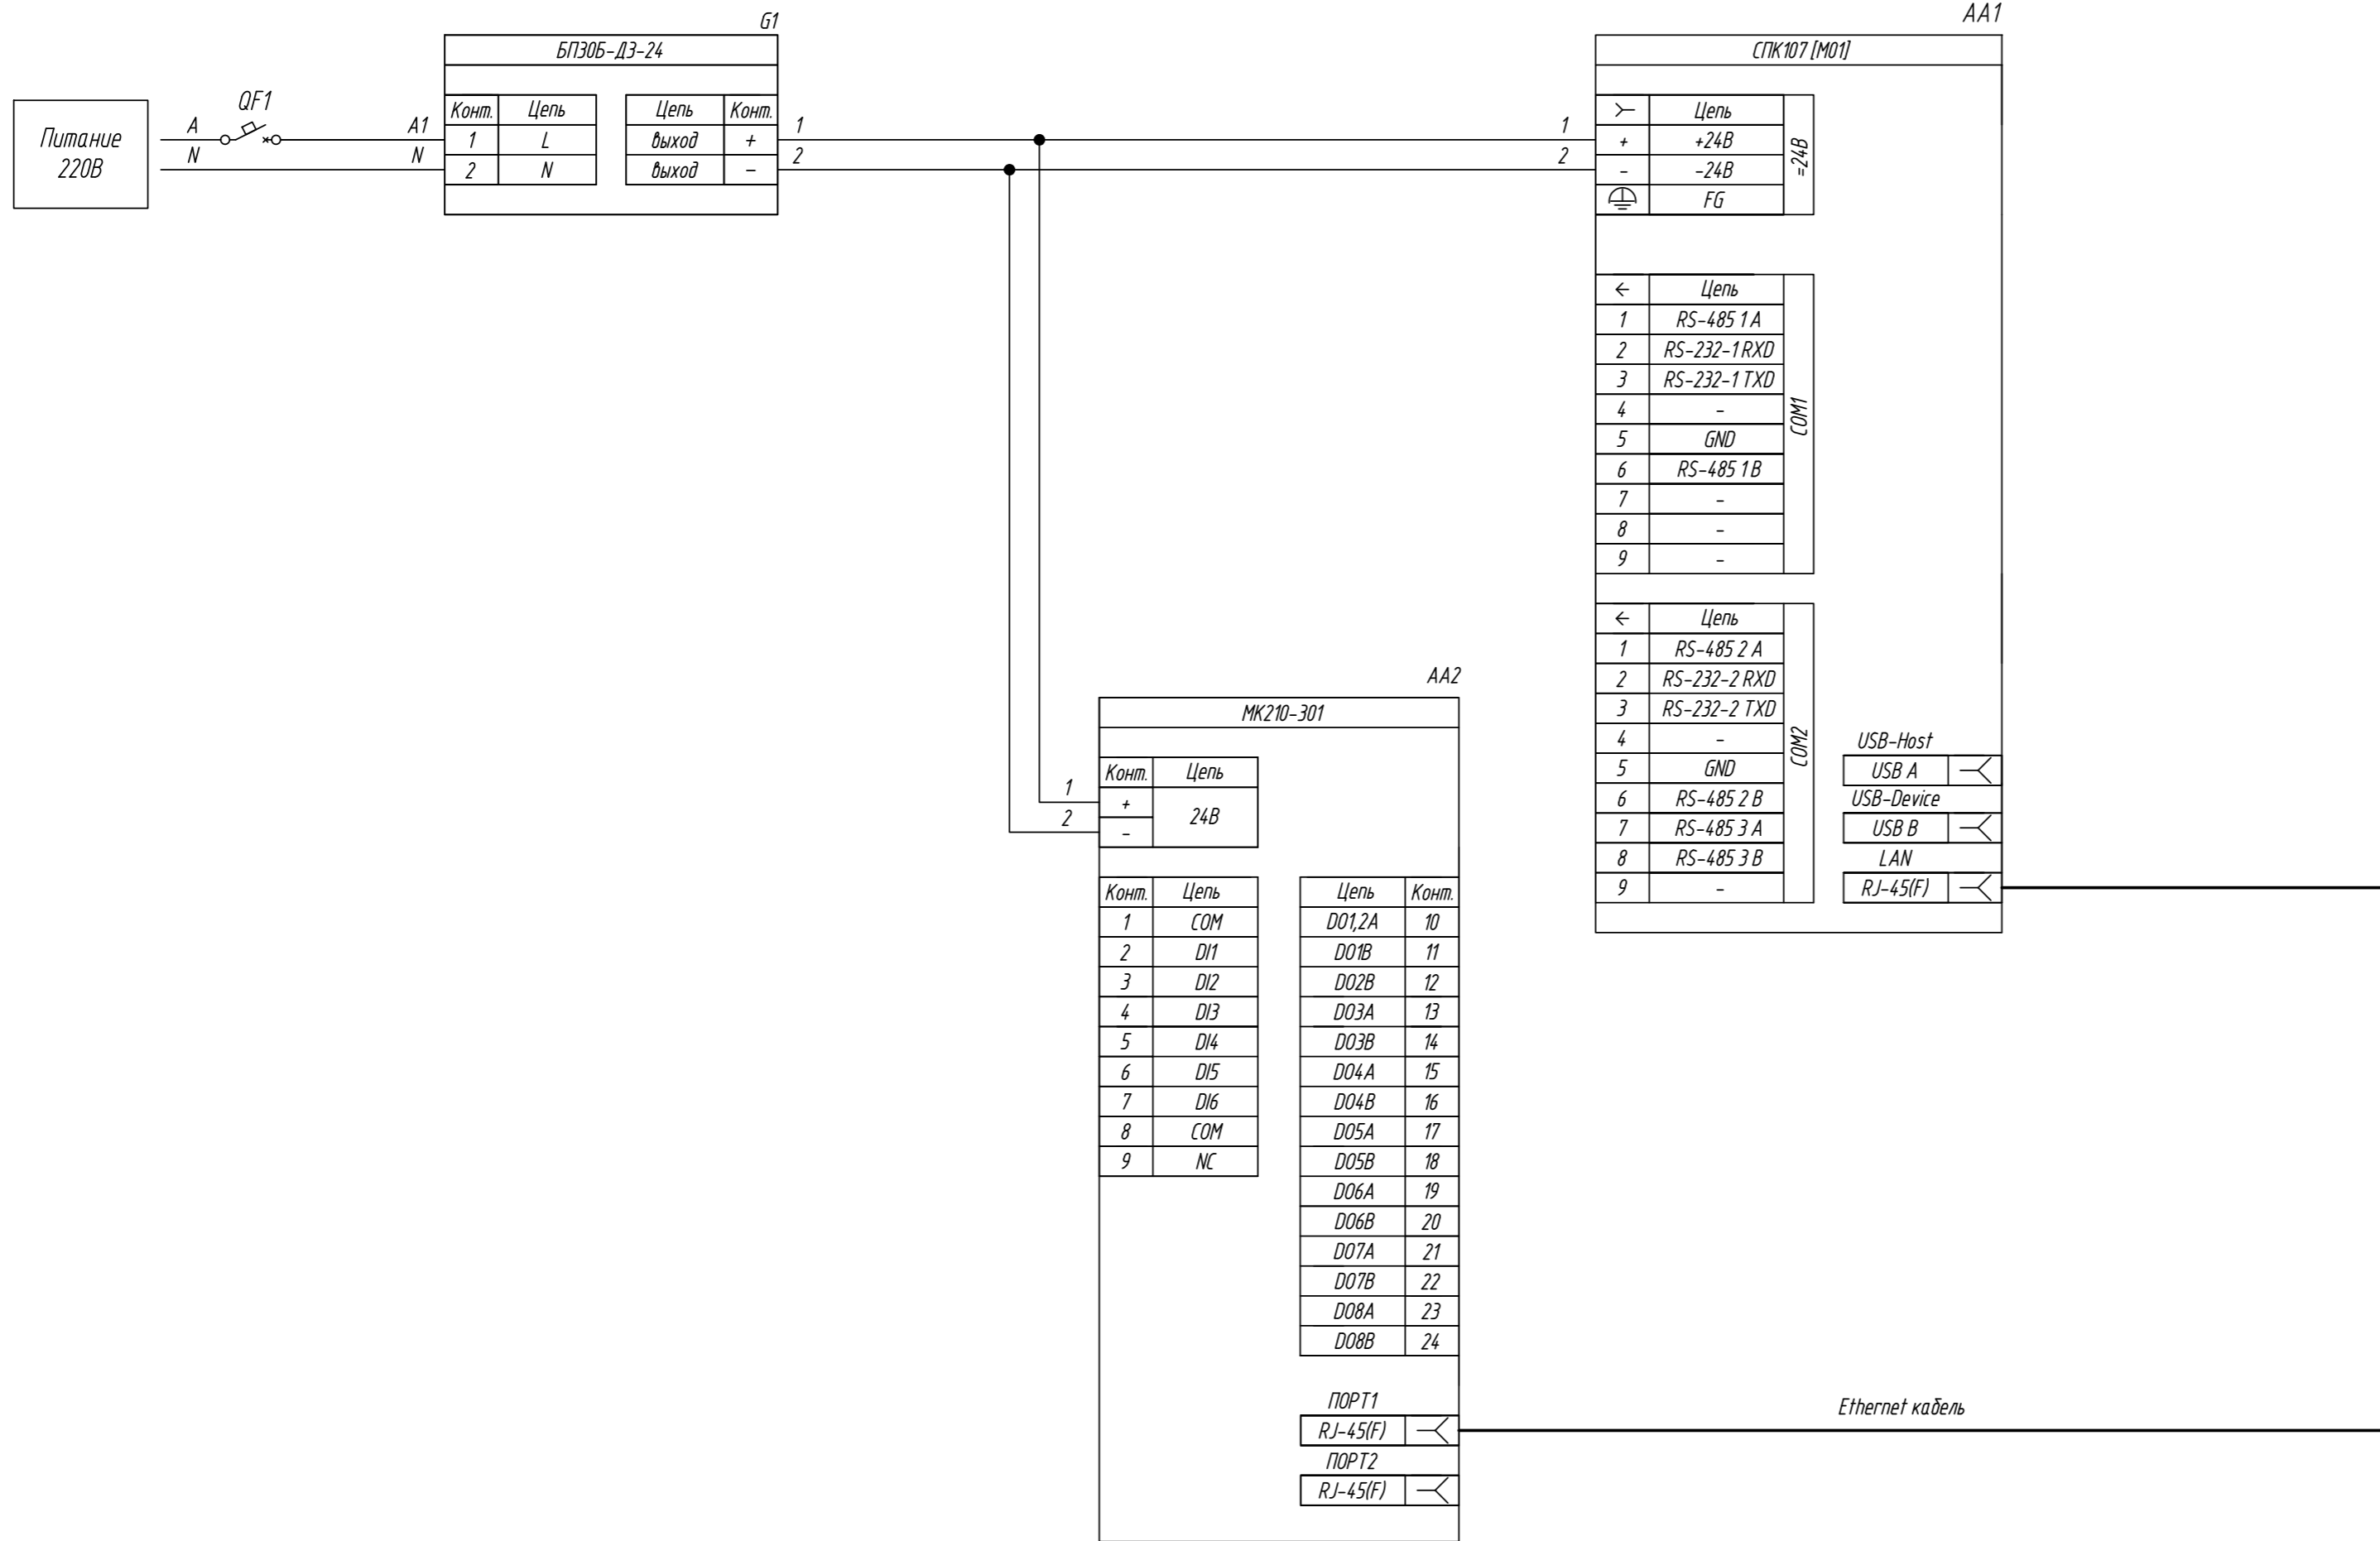 G1
БП30Б-Д3-24
Питание
220В
QF1
A
N
A1
N
Конт. Цепь
1 L
2 N
Цепь Конт.
выход +
выход –
1
2
1
2
AA1
СПК107 [M01]
Цепь
+ +24В
- -24В
FG
=24В
Цепь
1 RS-485 1 A
2 RS-232-1 RXD
3 RS-232-1 TXD
4 -
5 GND
6 RS-485 1 B
7 -
8 -
9 -
COM1
Цепь
1 RS-485 2 A
2 RS-232-2 RXD
3 RS-232-2 TXD
4 -
5 GND
6 RS-485 2 B
7 RS-485 3 A
8 RS-485 3 B
9 -
COM2
USB-Host
USB A
USB-Device
USB B
LAN
RJ-45(F)
AA2
МК210-301
1
2
Конт. Цепь
+
-
24В
Конт. Цепь
1 COM
2 DI1
3 DI2
4 DI3
5 DI4
6 DI5
7 DI6
8 COM
9 NC
Цепь Конт.
DO1,2A 10
DO1B 11
DO2B 12
DO3A 13
DO3B 14
DO4A 15
DO4B 16
DO5A 17
DO5B 18
DO6A 19
DO6B 20
DO7A 21
DO7B 22
DO8A 23
DO8B 24
ПОРТ1
RJ-45(F)
ПОРТ2
RJ-45(F)
Ethernet кабель